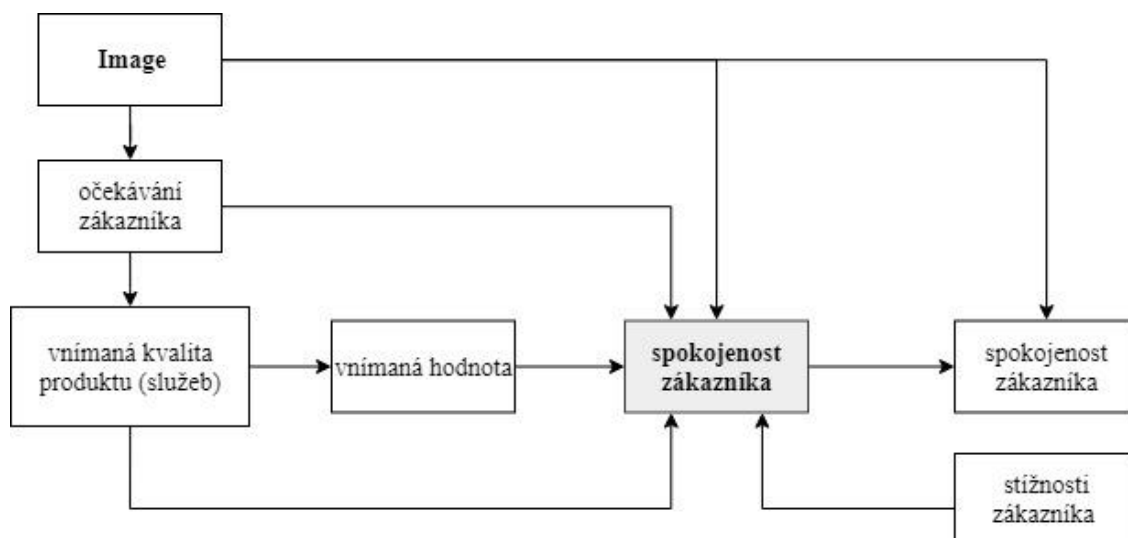 Image
očekávání
zákazníka
vnímaná kvalita
produktu (služeb)
vnímaná hodnota
spokojenost
zákazníka
spokojenost
zákazníka
stížnosti
zákazníka